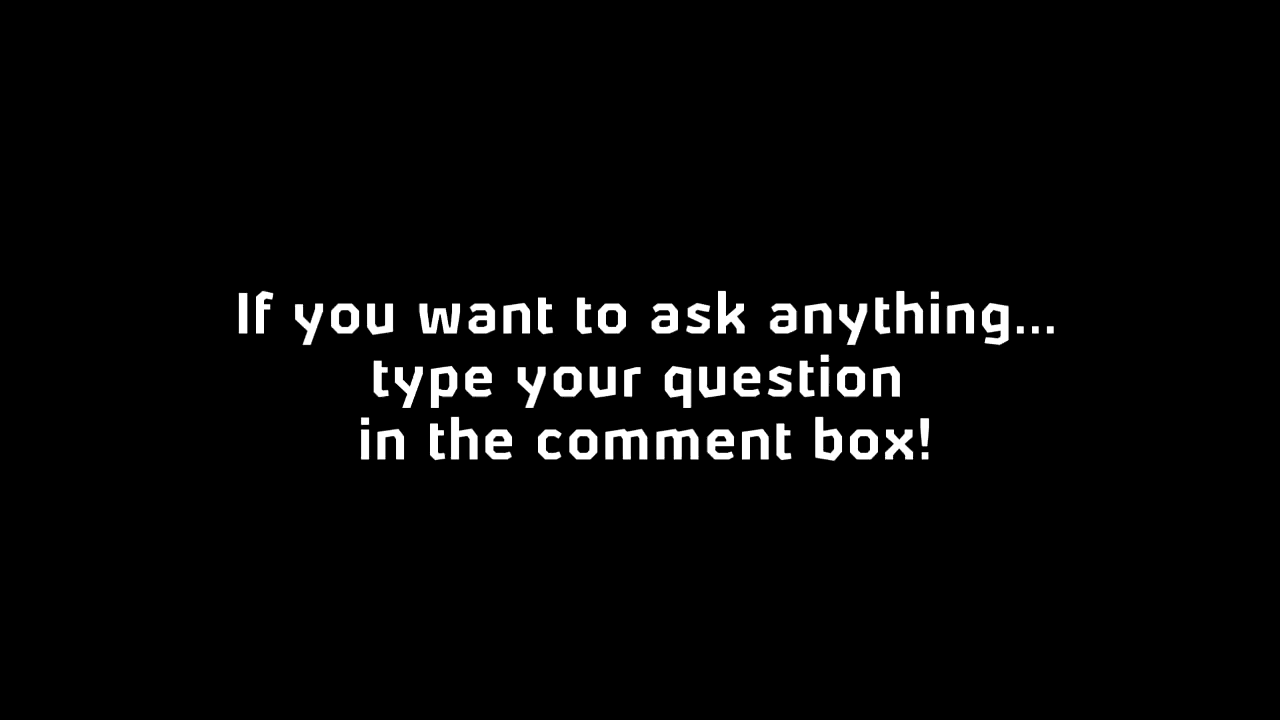 If you want to ask anything...
type your question
in the comment box!